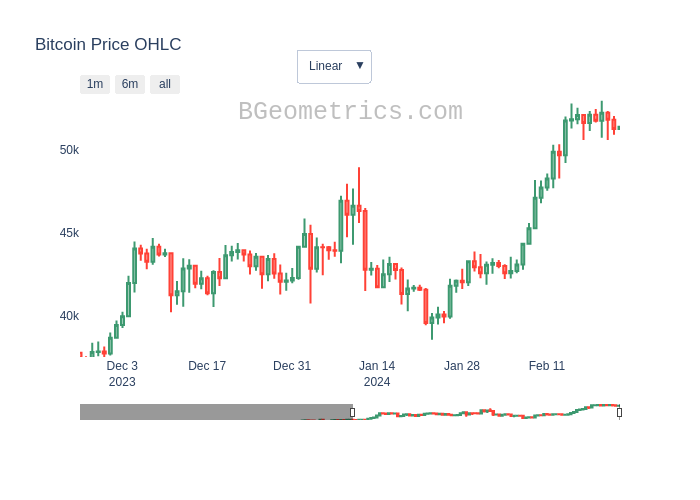 Bitcoin Price OHLC
Linear ▼
1m 6m all
BGeometrics.com
50k
45k
40k
Dec 3 Dec 17 Dec 31 Jan 14 Jan 28 Feb 11
2023 2024